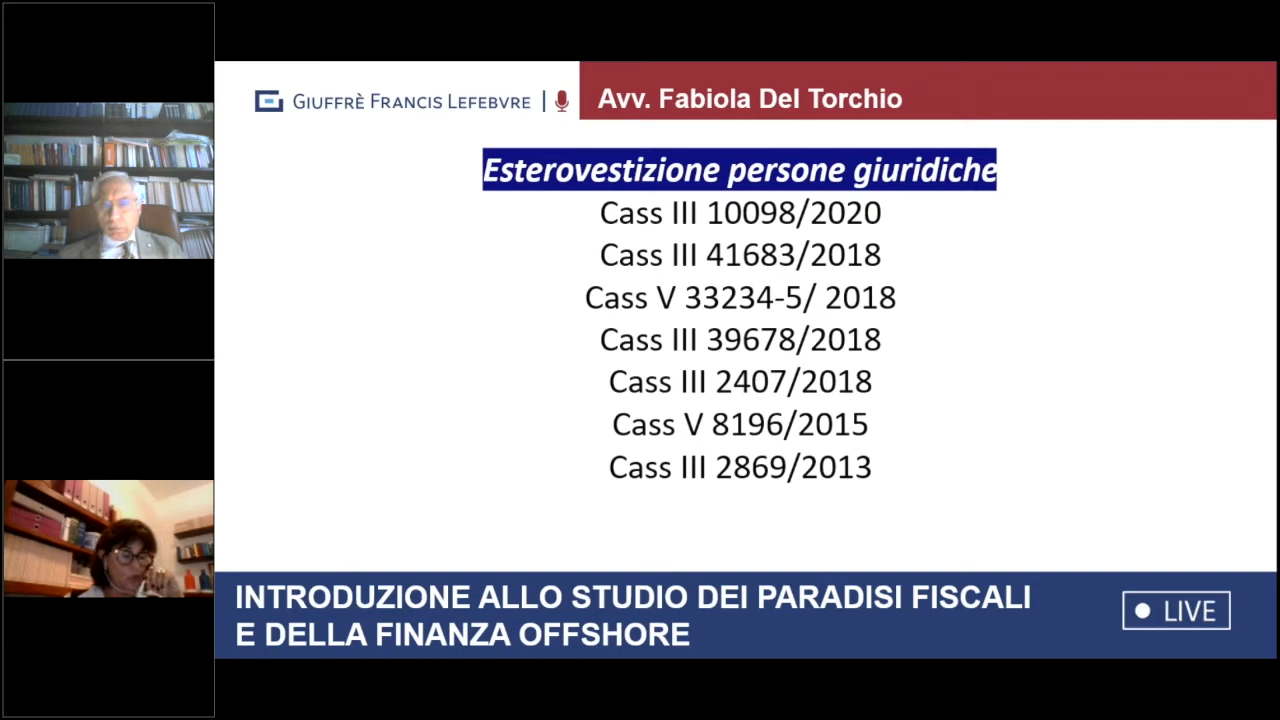 GIUFFRÈ FRANCIS LEFEBVRE
Avv. Fabiola Del Torchio
Esterovestizione persone giuridiche
Cass III 10098/2020
Cass III 41683/2018
Cass V 33234-5/ 2018
Cass III 39678/2018
Cass III 2407/2018
Cass V 8196/2015
Cass III 2869/2013
INTRODUZIONE ALLO STUDIO DEI PARADISI FISCALI
E DELLA FINANZA OFFSHORE
LIVE